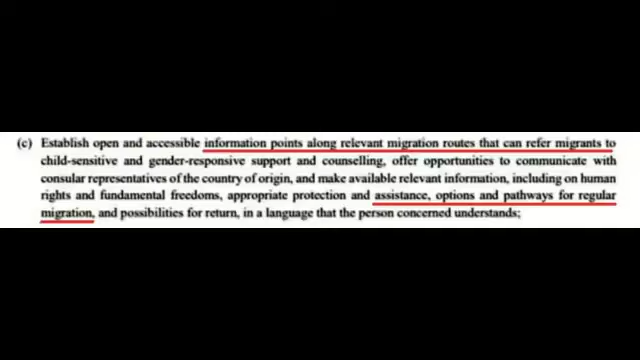 (c) Establish open and accessible information points along relevant migration routes that can refer migrants to
child-sensitive and gender-responsive support and counselling, offer opportunities to communicate with
consular representatives of the country of origin, and make available relevant information, including on human
rights and fundamental freedoms, appropriate protection and assistance, options and pathways for regular
migration, and possibilities for return, in a language that the person concerned understands;